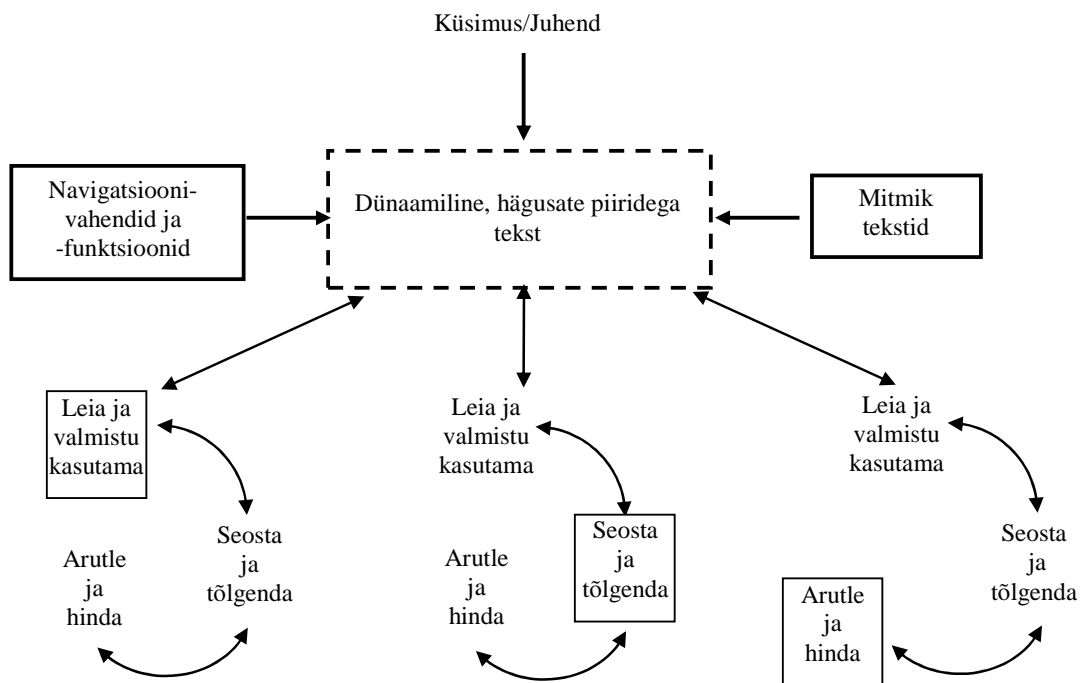 Küsimus/Juhend
Navigatsiooni-
vahendid ja
-funktsioonid
Dünaamiline, hägusate piiridega
tekst
Mitmik
tekstid
Leia ja
valmistu
kasutama
Seosta
ja
tõlgenda
Arutle
ja
hinda
Leia ja
valmistu
kasutama
Seosta
ja
tõlgenda
Arutle
ja
hinda
Leia ja
valmistu
kasutama
Seosta
ja
tõlgenda
Arutle
ja
hinda